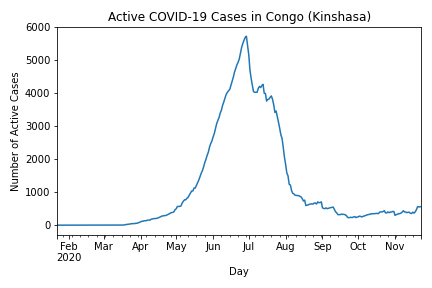 Active COVID-19 Cases in Congo (Kinshasa)
6000
5000
4000
3000
2000
1000
0
Number of Active Cases
Feb Mar Apr May Jun Jul Aug Sep Oct Nov
2020
Day